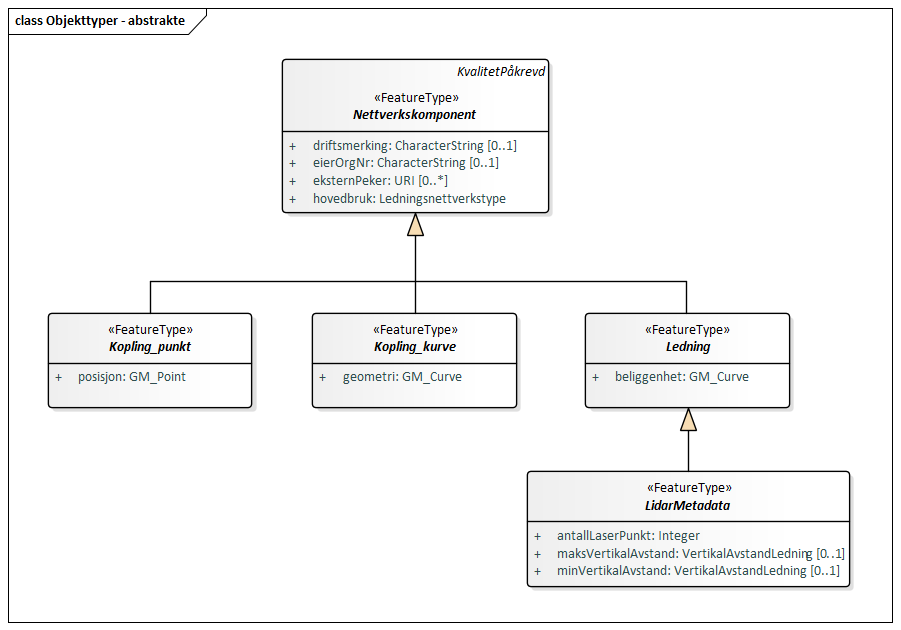 class Objekttyper - abstrakte
KvalitetPåkrevd
«FeatureType»
Nettverkskomponent
+ driftsmerking: CharacterString [0..1]
+ eierOrgNr: CharacterString [0..1]
+ eksternPeker: URI [0..*]
+ hovedbruk: Ledningsnettverkstype
«FeatureType»
Kopling_punkt
+ posisjon: GM_Point
«FeatureType»
Kopling_kurve
+ geometri: GM_Curve
«FeatureType»
Ledning
+ beliggenhet: GM_Curve
«FeatureType»
LidarMetadata
+ antallLaserPunkt: Integer
+ maksVertikalAvstand: VertikalAvstandLedning [0..1]
+ minVertikalAvstand: VertikalAvstandLedning [0..1]